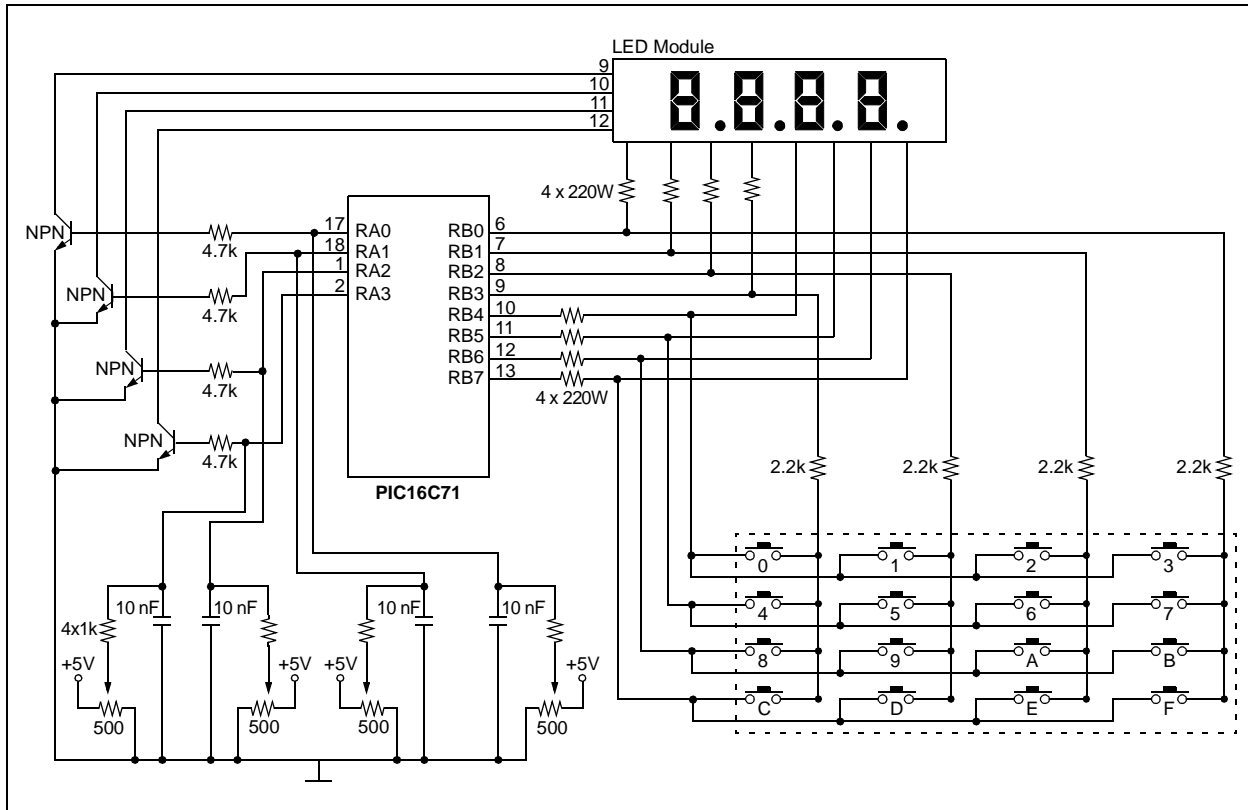 LED Module
9
10
11
12
4 x 220W
NPN 4.7k 17 RA0 RB0 6
18 RA1 RB1 7
1 RA2 RB2 8
NPN 4.7k 2 RA3 RB3 9
RB4 10
RB5 11
NPN 4.7k RB6 12
RB7 13
4 x 220W
NPN 4.7k
2.2k 2.2k 2.2k 2.2k
PIC16C71
0 1 2 3
10 nF 10 nF 10 nF 10 nF
4 5 6 7
4x1k
8 9 A B
+5V +5V +5V +5V
C D E F
500 500 500 500